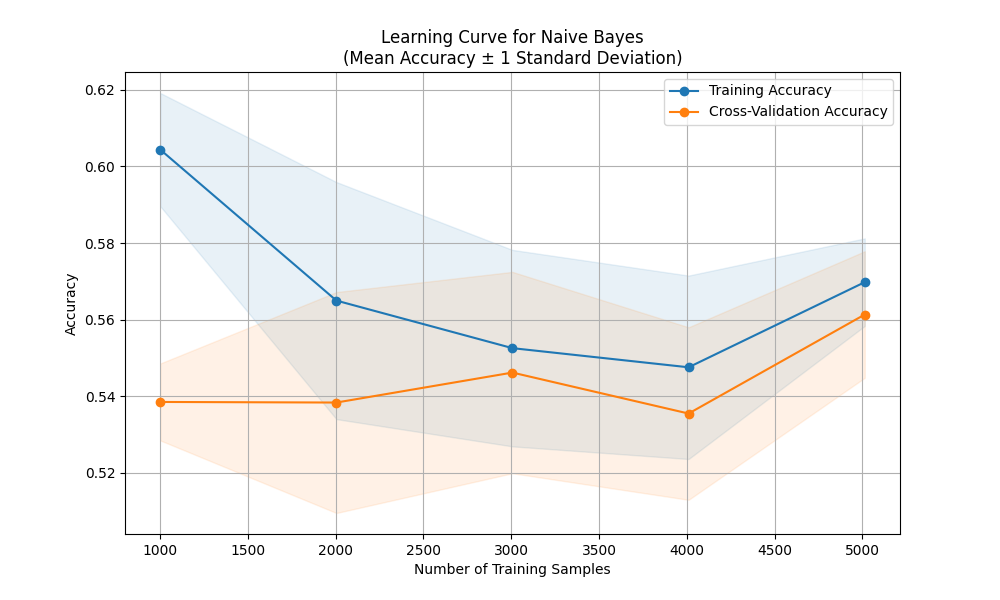 Learning Curve for Naive Bayes
(Mean Accuracy ± 1 Standard Deviation)
Training Accuracy
Cross-Validation Accuracy
Accuracy
0.62
0.60
0.58
0.56
0.54
0.52
1000 1500 2000 2500 3000 3500 4000 4500 5000
Number of Training Samples